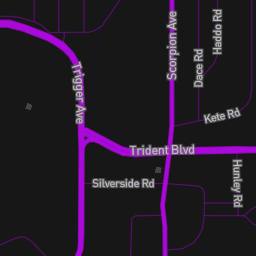 Scorpion Ave
Haddo Rd
Dace Rd
Trigger Ave
Kete Rd
Trident Blvd
Silverside Rd
Hunley Rd